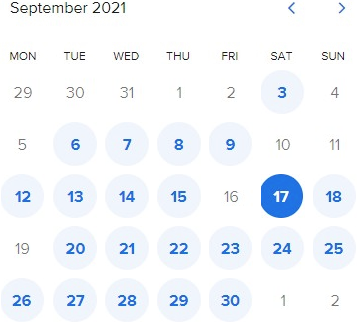 September 2021
MON TUE WED THU FRI SAT SUN
29 30 31 1 2 3 4
5 6 7 8 9 10 11
12 13 14 15 16 17 18
19 20 21 22 23 24 25
26 27 28 29 30 1 2